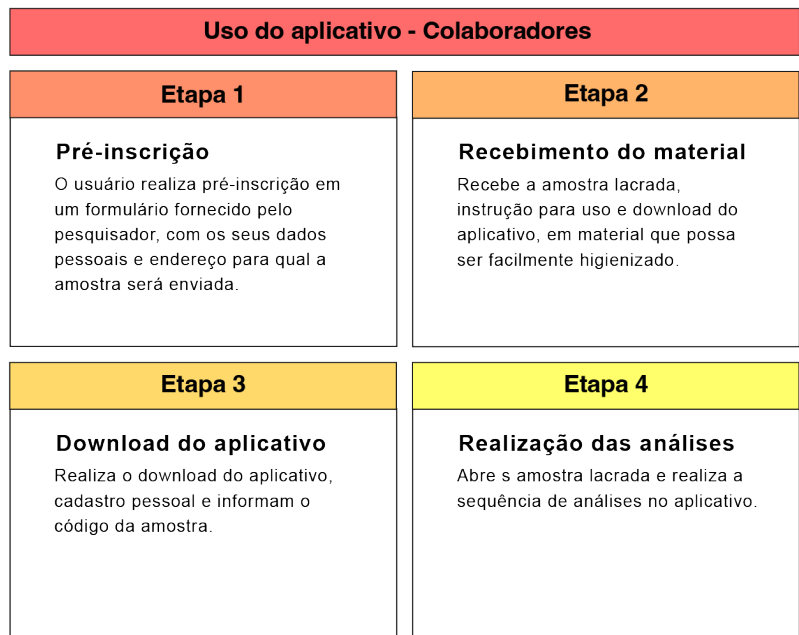 Uso do aplicativo - Colaboradores
Etapa 1
Pré-inscrição
O usuário realiza pré-inscrição em
um formulário fornecido pelo
pesquisador, com os seus dados
pessoais e endereço para qual a
amostra será enviada.
Etapa 2
Recebimento do material
Recebe a amostra lacrada,
instrução para uso e download do
aplicativo, em material que possa
ser facilmente higienizado.
Etapa 3
Download do aplicativo
Realiza o download do aplicativo,
cadastro pessoal e informam o
código da amostra.
Etapa 4
Realização das análises
Abre s amostra lacrada e realiza a
sequência de análises no aplicativo.